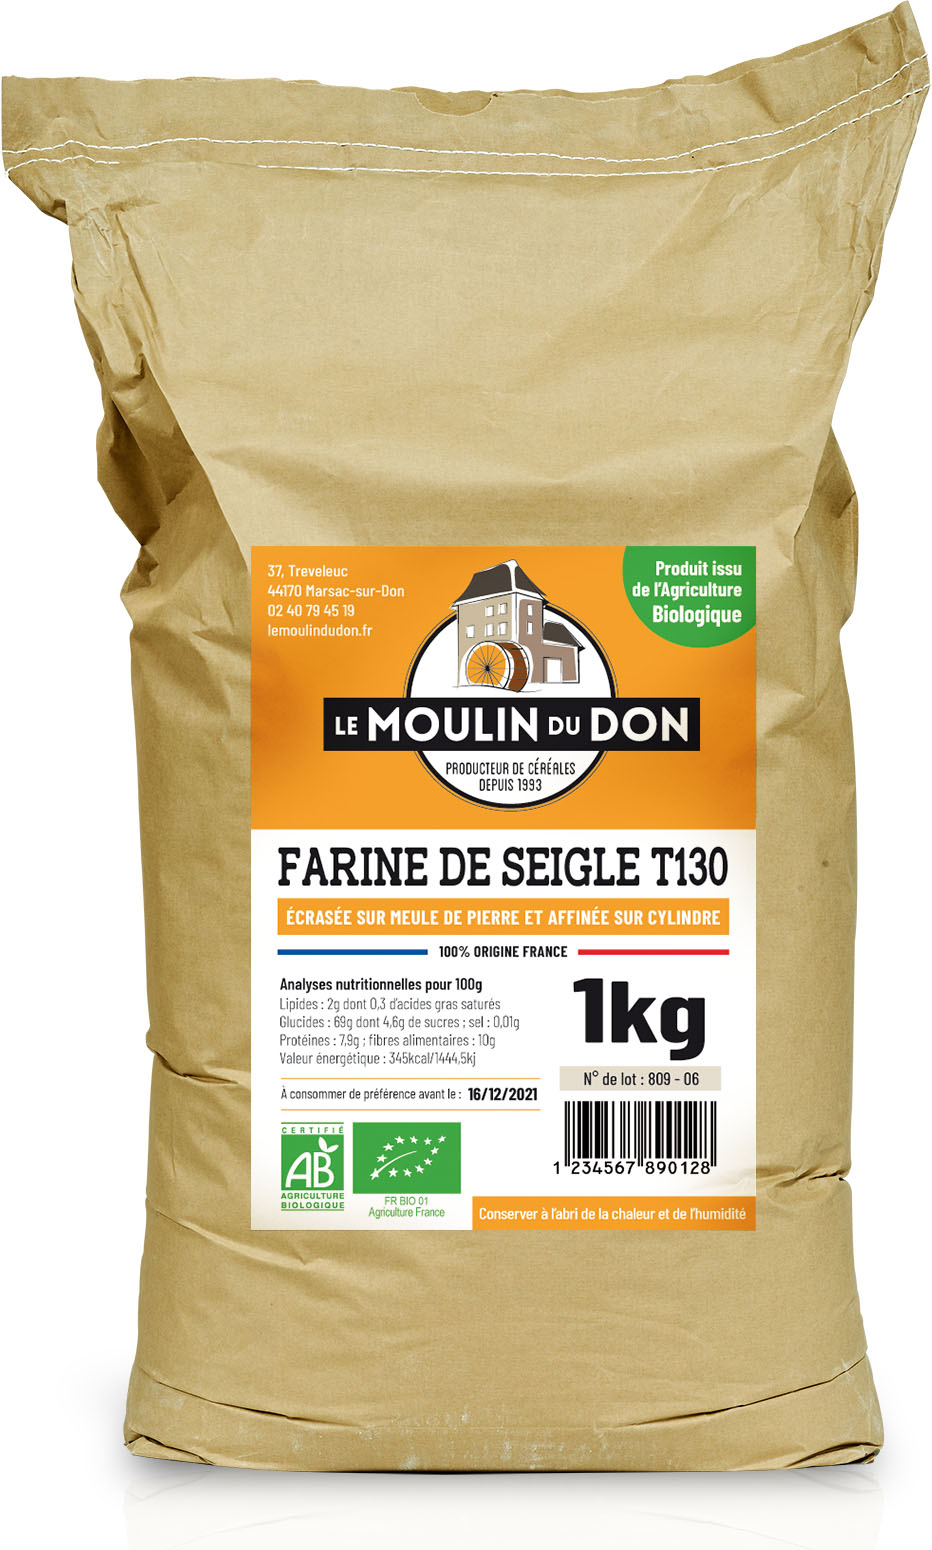 37, Treveleuc
44170 Marsac-sur-Don
02 40 79 45 19
lemoulindudon.fr
Produit issu
de l'Agriculture
Biologique
LE MOULIN DU DON
PRODUCTEUR DE CÉRÉALES
DEPUIS 1993
FARINE DE SEIGLE T130
ÉCRASÉE SUR MEULE DE PIERRE ET AFFINÉE SUR CYLINDRE
100% ORIGINE FRANCE
Analyses nutritionnelles pour 100g
Lipides : 2g dont 0,3 d'acides gras saturés
Glucides : 69g dont 4,6g de sucres ; sel : 0,01g
Protéines : 7,9g ; fibres alimentaires : 10g
Valeur énergétique : 345kcal/1444,5kj
À consommer de préférence avant le : 16/12/2021
1kg
N° de lot : 809 - 06
1 234567 890128
CERTIFIÉ
AB
AGRICULTURE
BIOLOGIQUE
FR BIO 01
Agriculture France
Conserver à l'abri de la chaleur et de l'humidité